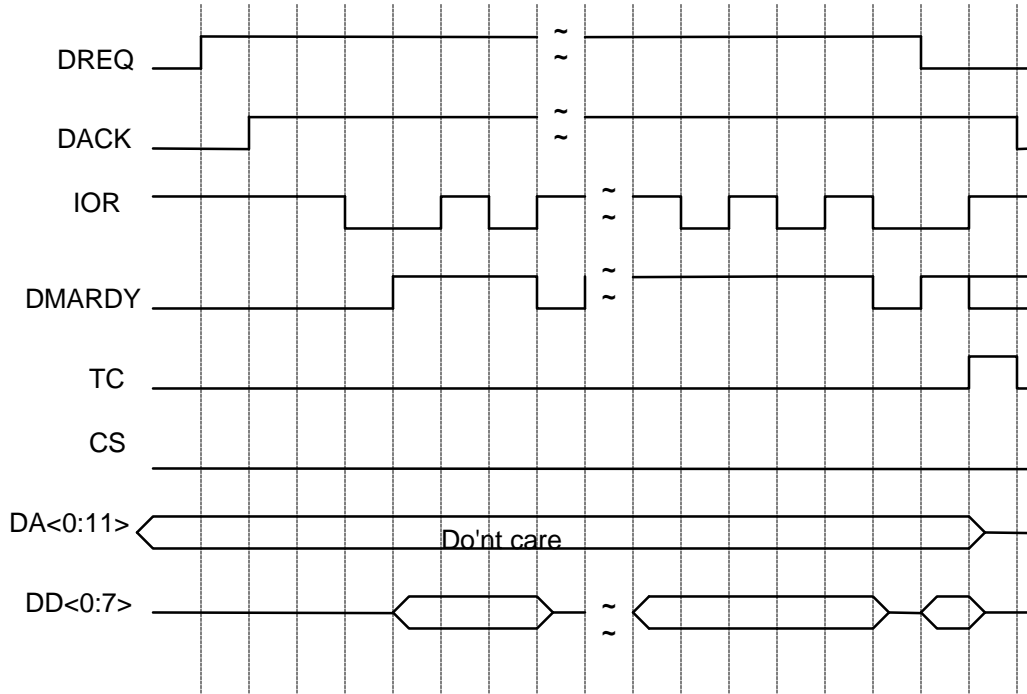 DREQ
DACK
IOR
DMARDY
TC
CS
DA<0:11>
Do'nt care
DD<0:7>